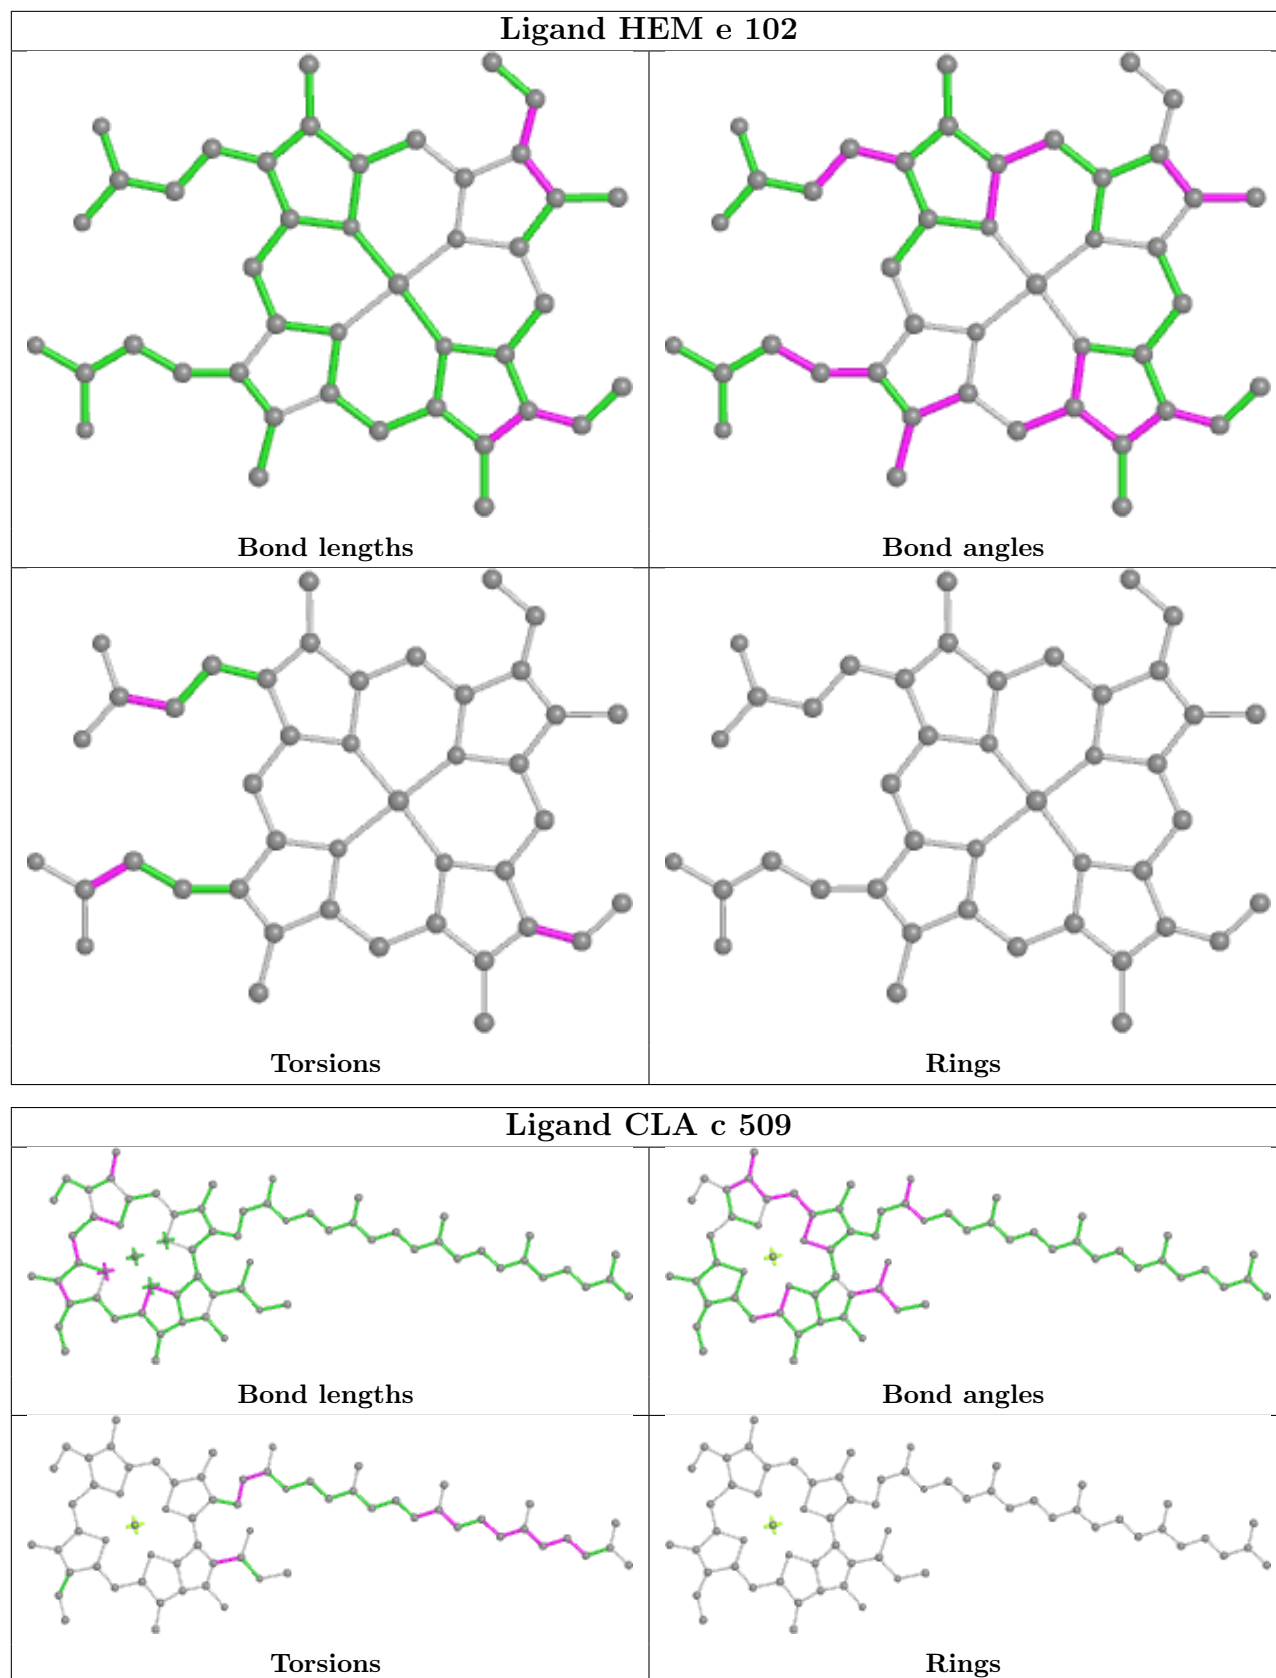 Ligand HEM e 102
Bond lengths
Bond angles
Torsions
Rings
Ligand CLA c 509
Bond lengths
Bond angles
Torsions
Rings